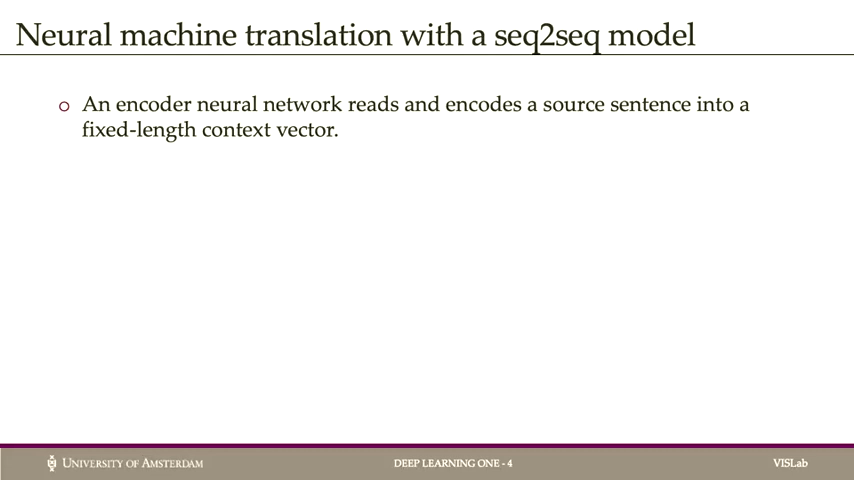 Neural machine translation with a seq2seq model
o An encoder neural network reads and encodes a source sentence into a
fixed-length context vector.
UNIVERSITY OF AMSTERDAM
DEEP LEARNING ONE - 4
VISLab